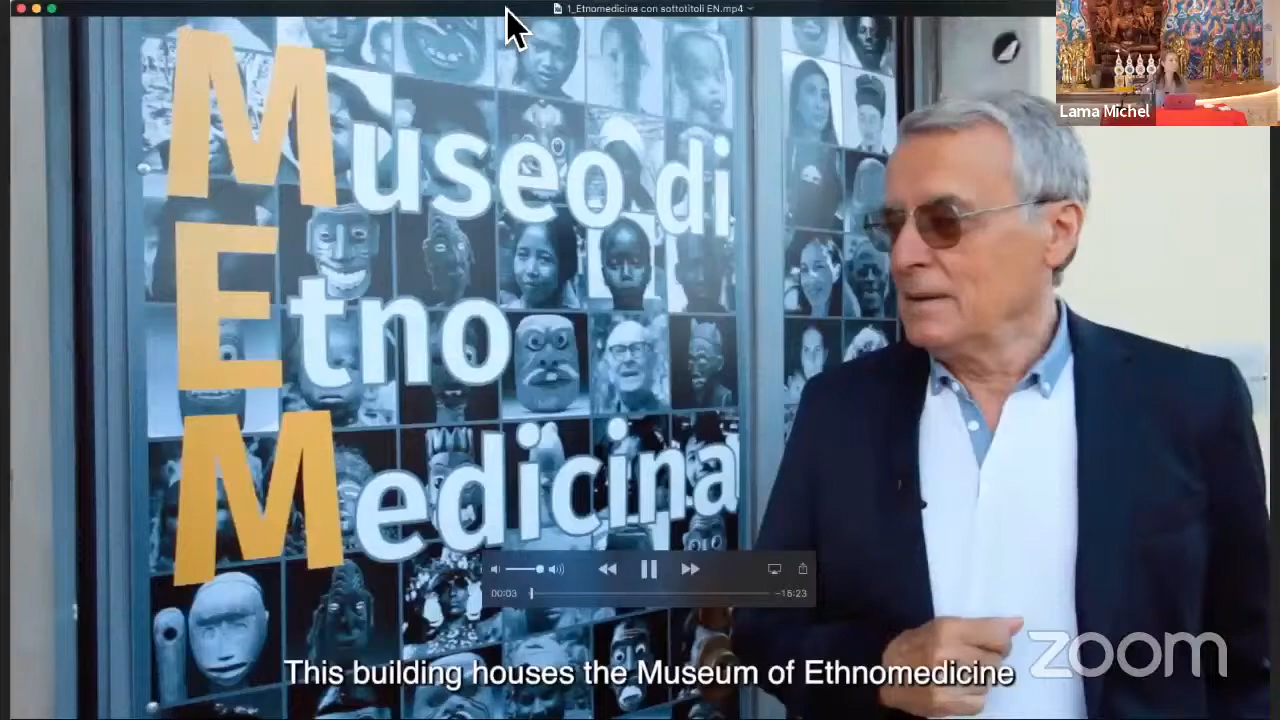 1_Etnomedicina con sottotitoli EN.mp4
Lama Michel
Museo di
Etno
Medicina
00:03
−16:23
This building houses the Museum of Ethnomedicine
zoom